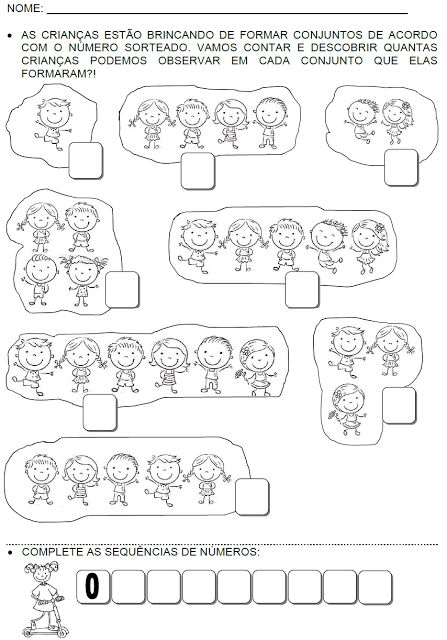 NOME:
• AS CRIANÇAS ESTÃO BRINCANDO DE FORMAR CONJUNTOS DE ACORDO
COM O NÚMERO SORTEADO. VAMOS CONTAR E DESCOBRIR QUANTAS
CRIANÇAS PODEMOS OBSERVAR EM CADA CONJUNTO QUE ELAS
FORMARAM?!
• COMPLETE AS SEQUÊNCIAS DE NÚMEROS:
0